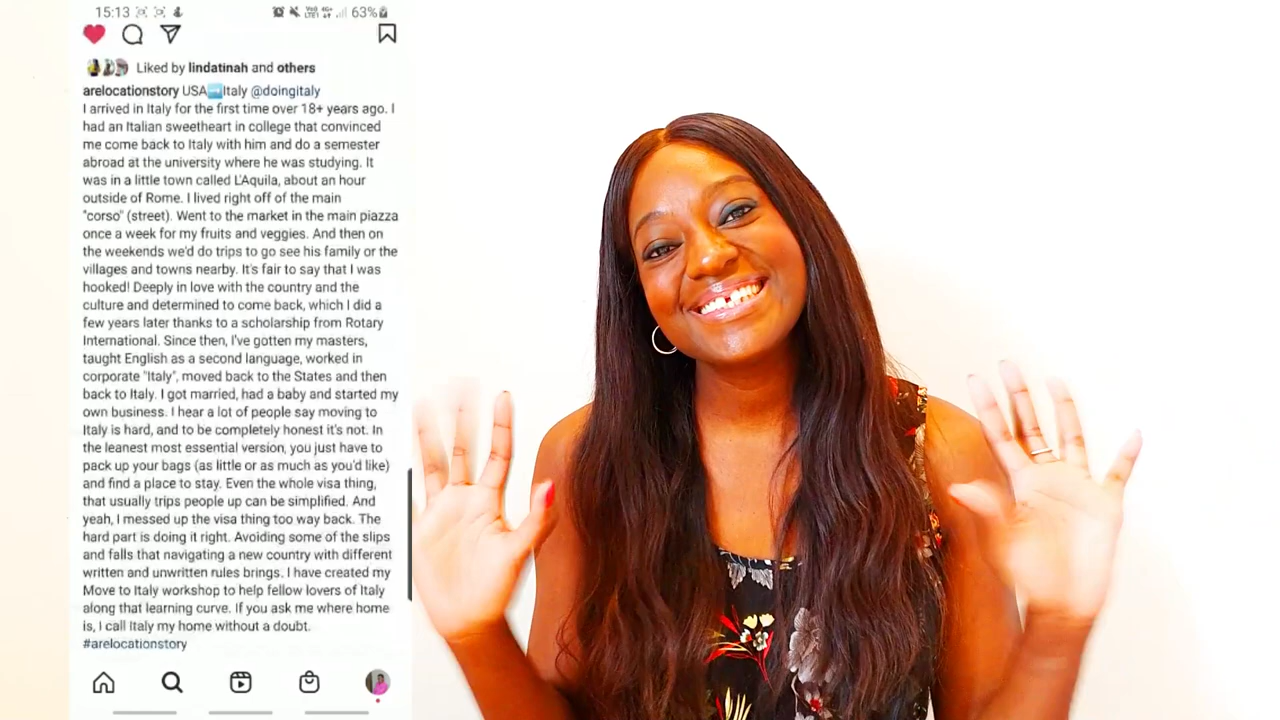 15:13 63%
Liked by lindatinah and others
arelocationstory USA➡Italy @doingitaly
I arrived in Italy for the first time over 18+ years ago. I
had an Italian sweetheart in college that convinced
me come back to Italy with him and do a semester
abroad at the university where he was studying. It
was in a little town called L'Aquila, about an hour
outside of Rome. I lived right off of the main
"corso" (street). Went to the market in the main piazza
once a week for my fruits and veggies. And then on
the weekends we'd do trips to go see his family or the
villages and towns nearby. It's fair to say that I was
hooked! Deeply in love with the country and the
culture and determined to come back, which I did a
few years later thanks to a scholarship from Rotary
International. Since then, I've gotten my masters,
taught English as a second language, worked in
corporate "Italy", moved back to the States and then
back to Italy. I got married, had a baby and started my
own business. I hear a lot of people say moving to
Italy is hard, and to be completely honest it's not. In
the leanest most essential version, you just have to
pack up your bags (as little or as much as you'd like)
and find a place to stay. Even the whole visa thing,
that usually trips people up can be simplified. And
yeah, I messed up the visa thing too way back. The
hard part is doing it right. Avoiding some of the slips
and falls that navigating a new country with different
written and unwritten rules brings. I have created my
Move to Italy workshop to help fellow lovers of Italy
along that learning curve. If you ask me where home
is, I call Italy my home without a doubt.
#arelocationstory